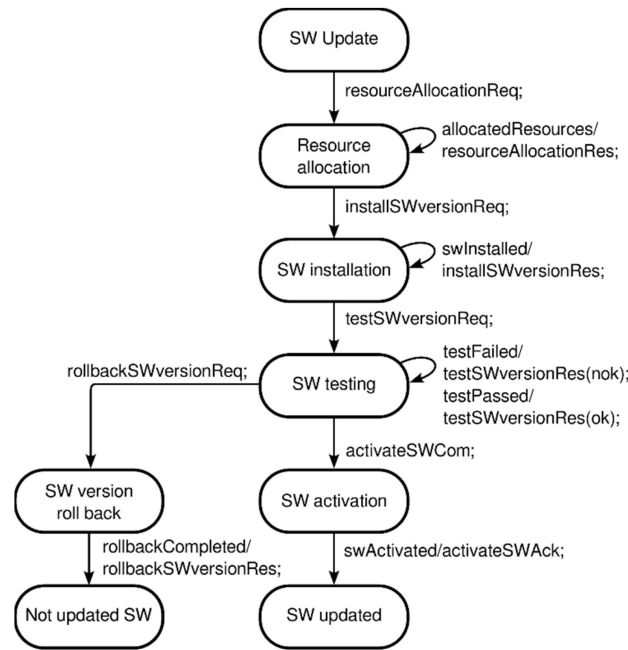 SW Update
resourceAllocationReq;
Resource
allocation
allocatedResources/
resourceAllocationRes;
installSWversionReq;
SW installation
swInstalled/
installSWversionRes;
testSWversionReq;
rollbackSWversionReq;
SW testing
testFailed/
testSWversionRes(nok);
testPassed/
testSWversionRes(ok);
activateSWCom;
SW version
roll back
SW activation
rollbackCompleted/
rollbackSWversionRes;
swActivated/activateSWAck;
Not updated SW
SW updated